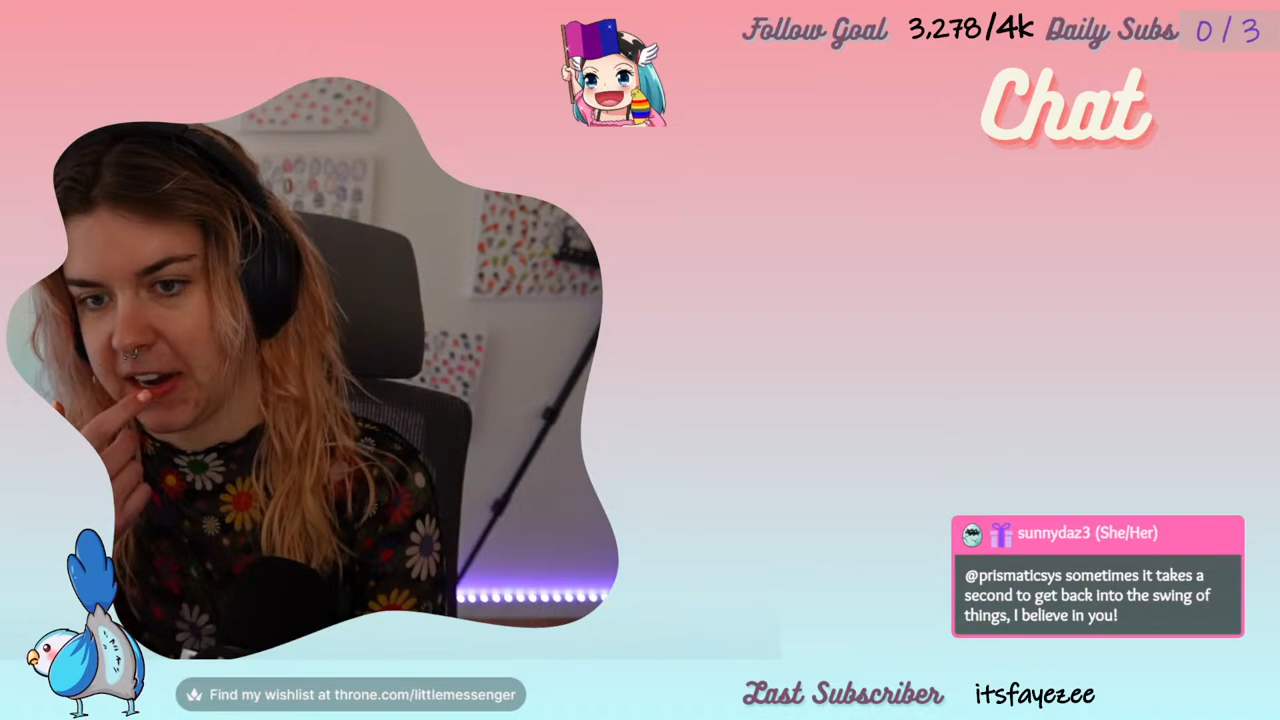 Follow Goal 3,278/4k Daily Subs 0 / 3
Chat
sunnydaz3 (She/Her)
@prismaticsys sometimes it takes a
second to get back into the swing of
things, I believe in you!
Find my wishlist at throne.com/littlemessenger
Last Subscriber itsfayezee